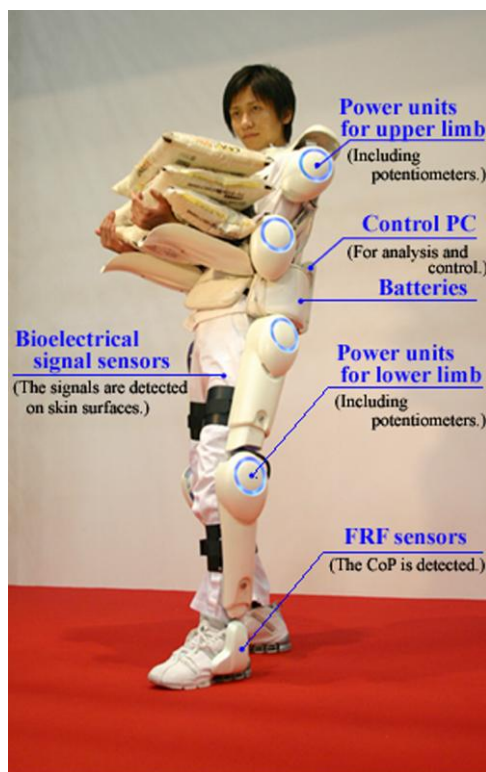 Power units
for upper limb
(Including
potentiometers.)
Control PC
(For analysis and
control.)
Batteries
Bioelectrical
signal sensors
(The signals are detected
on skin surfaces.)
Power units
for lower limb
(Including
potentiometers.)
FRF sensors
(The CoP is detected.)